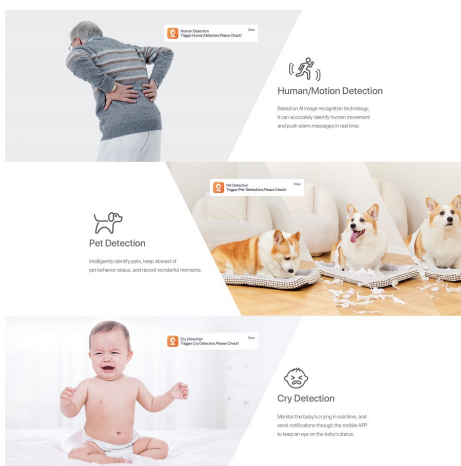 Human Detection
Now
Trigger Human Detection,Please Check!
Human/Motion Detection
Based on AI image recognition technology,
it can accurately identify human movement
and push alarm messages in real time.
Pet Detection
Now
Trigger Pet Detection,Please Check!
Pet Detection
Intelligently identify pets, keep abreast of
pet behavior status, and record wonderful moments.
Cry Detection
Now
Trigger Cry Detection,Please Check!
Cry Detection
Monitor the baby's crying in real time, and
send notifications through the mobile APP
to keep an eye on the baby's status.